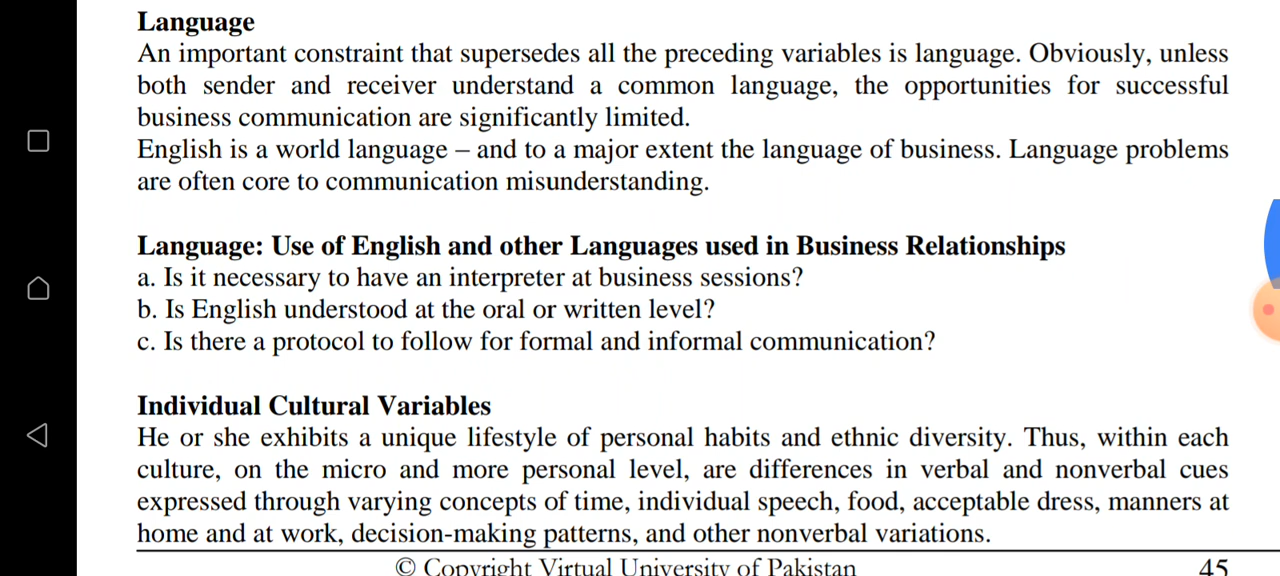 Language
An important constraint that supersedes all the preceding variables is language. Obviously, unless
both sender and receiver understand a common language, the opportunities for successful
business communication are significantly limited.
English is a world language – and to a major extent the language of business. Language problems
are often core to communication misunderstanding.
Language: Use of English and other Languages used in Business Relationships
a. Is it necessary to have an interpreter at business sessions?
b. Is English understood at the oral or written level?
c. Is there a protocol to follow for formal and informal communication?
Individual Cultural Variables
He or she exhibits a unique lifestyle of personal habits and ethnic diversity. Thus, within each
culture, on the micro and more personal level, are differences in verbal and nonverbal cues
expressed through varying concepts of time, individual speech, food, acceptable dress, manners at
home and at work, decision-making patterns, and other nonverbal variations.
© Copyright Virtual University of Pakistan 45